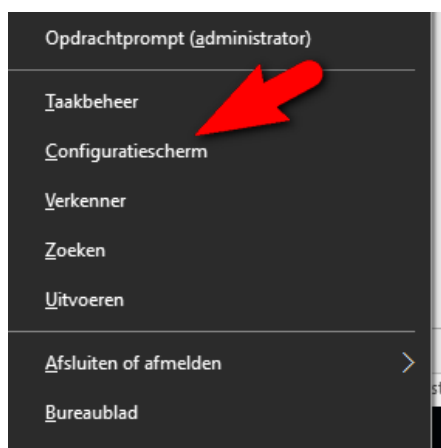 Opdrachtprompt (administrator)
Taakbeheer
Configuratiescherm
Verkenner
Zoeken
Uitvoeren
Afsluiten of afmelden
Bureaublad